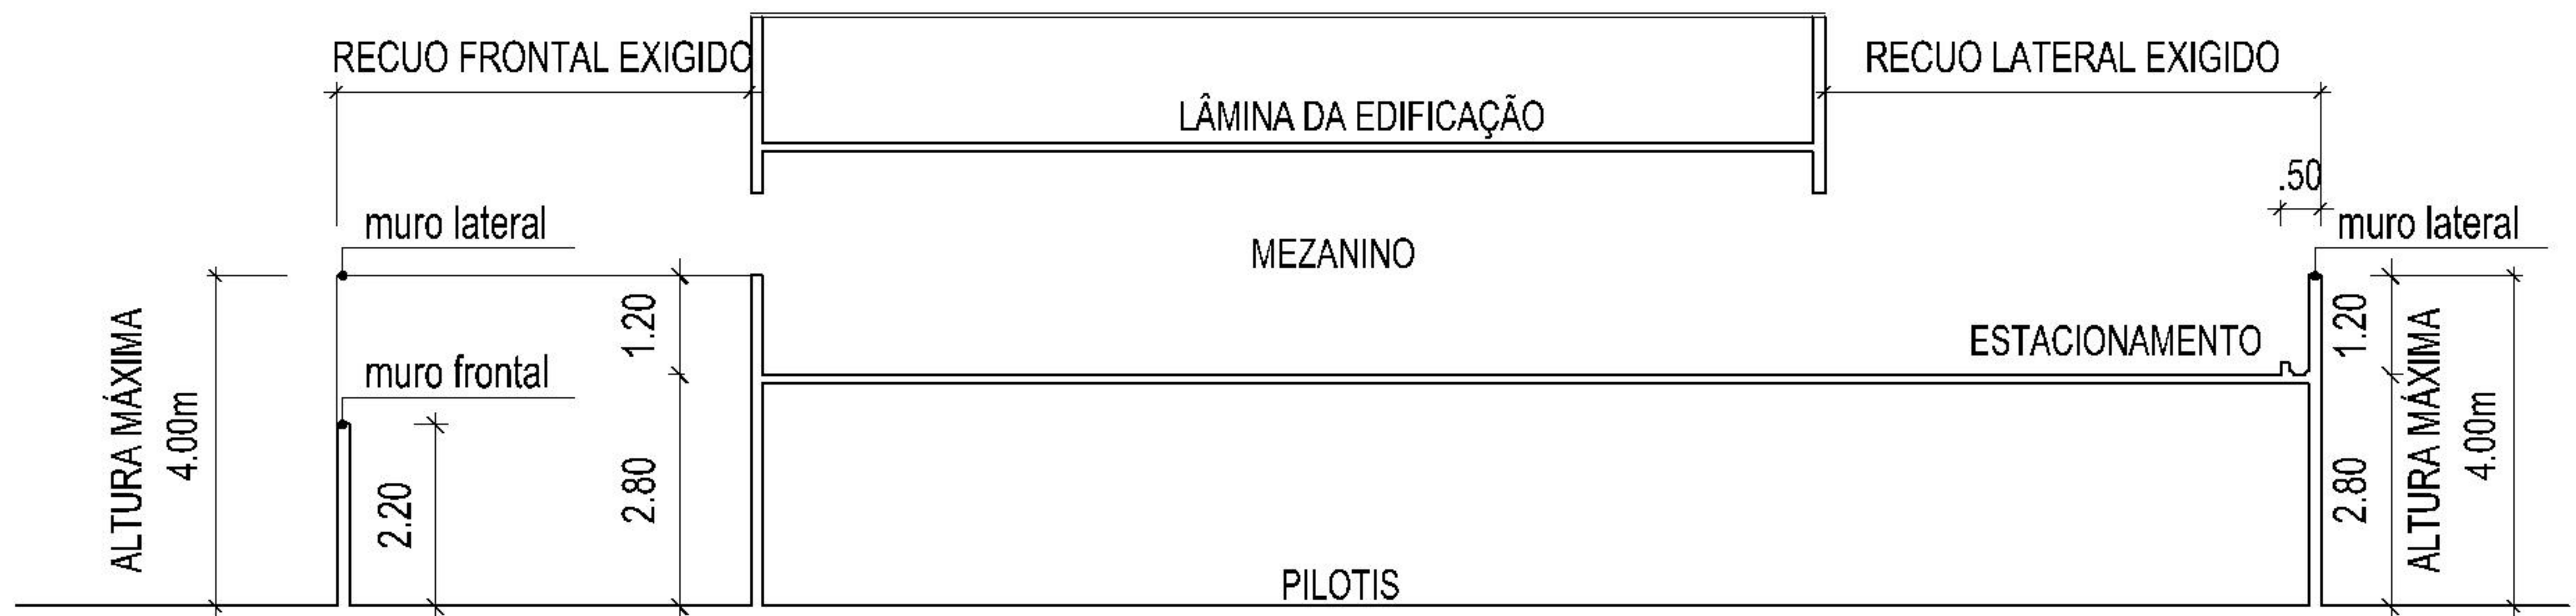 RECUO FRONTAL EXIGIDO
RECUO LATERAL EXIGIDO
LÂMINA DA EDIFICAÇÃO
.50
muro lateral
muro lateral
MEZANINO
ALTURA MÁXIMA
4.00m
1.20
ESTACIONAMENTO
1.20
ALTURA MÁXIMA
4.00m
muro frontal
2.20
2.80
2.80
PILOTIS